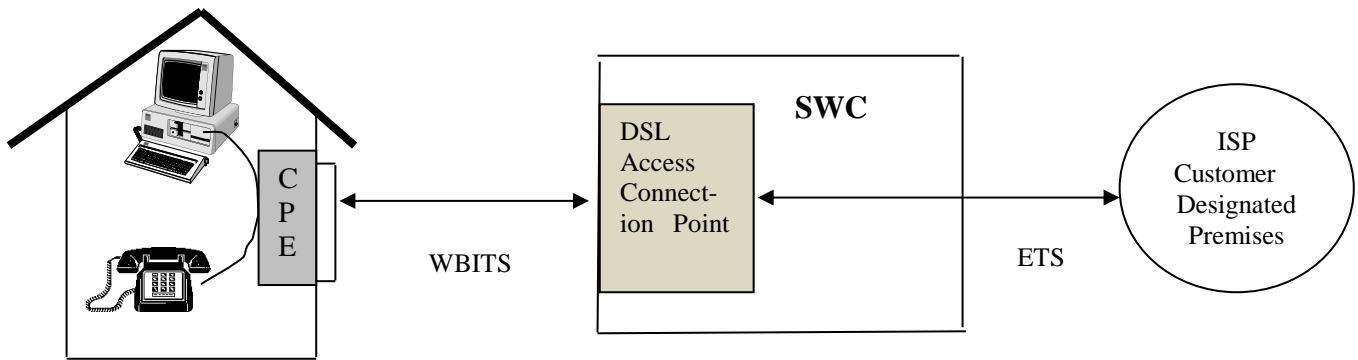 C
P
E
WBITS
DSL
Access
Connect-
ion Point
SWC
ETS
ISP
Customer
Designated
Premises